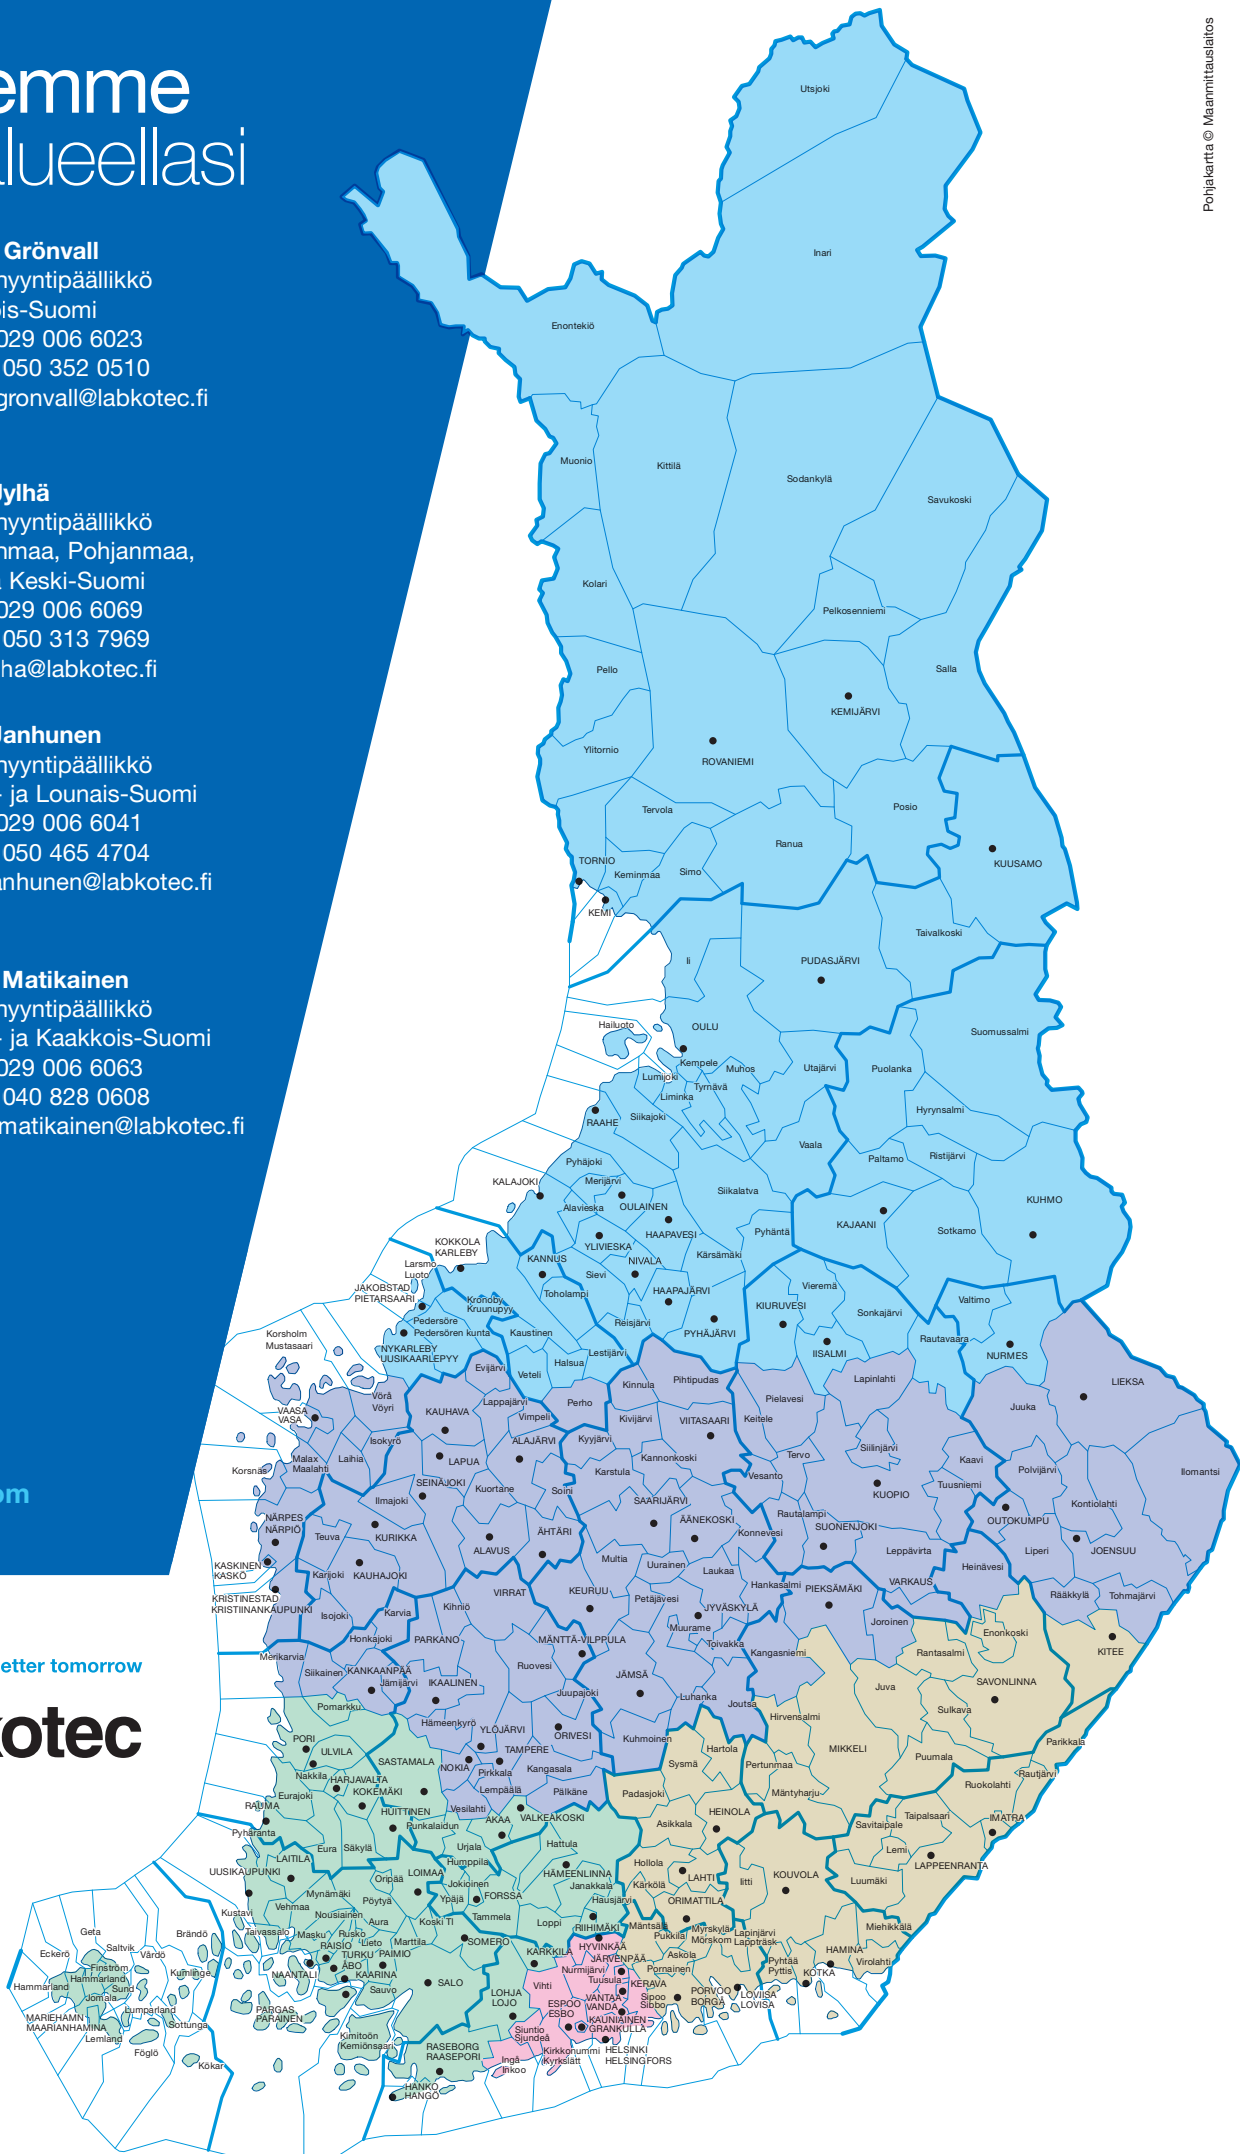 emme
lueellasi
Grönvall
nyyntipäällikkö
is-Suomi
029 006 6023
050 352 0510
gronvall@labkotec.fi
Jylhä
nyyntipäällikkö
nmaa, Pohjanmaa,
Keski-Suomi
029 006 6069
050 313 7969
ha@labkotec.fi
Janhunen
nyyntipäällikkö
- ja Lounais-Suomi
029 006 6041
050 465 4704
anhunen@labkotec.fi
Matikainen
nyyntipäällikkö
- ja Kaakkois-Suomi
029 006 6063
040 828 0608
matikainen@labkotec.fi
om
etter tomorrow
kotec
Pohjakartta © Maanmittauslaitos
Utsjoki
Inari
Enontekiö
Muonio
Kittilä
Sodankylä
Savukoski
Kolari
Pelkosenniemi
Pello
Salla
KEMIJÄRVI
Ylitornio
ROVANIEMI
Tervola
Posio
Ranua
TORNIO
Keminmaa
Simo
KUUSAMO
KEMI
Taivalkoski
Ii
PUDASJÄRVI
Hailuoto
OULU
Suomussalmi
Kempele
Muhos
Utajärvi
Puolanka
Lumijoki
Tyrnävä
Liminka
Hyrynsalmi
RAAHE
Siikajoki
Vaala
Paltamo
Ristijärvi
Pyhäjoki
KALAJOKI
Merijärvi
Siikalatva
Alavieska
OULAINEN
KUHMO
KAJAANI
Sotkamo
HAAPAVESI
Pyhäntä
KOKKOLA
KARLEBY
YLIVIESKA
Kärsämäki
KANNUS
NIVALA
Larsmo
Luoto
Sievi
JAKOBSTAD
PIETARSAARI
Toholampi
HAAPAJÄRVI
Vieremä
Kronoby
Kruunupyy
KIURUVESI
Sonkajärvi
Valtimo
Pedersöre
Pedersören kunta
Kaustinen
Reisjärvi
PYHÄJÄRVI
Rautavaara
Korsholm
Mustasaari
NYKARLEBY
UUSIKAARLEPYY
Lestijärvi
IISALMI
NURMES
Evijärvi
Veteli
Halsua
Kinnula
Pihtipudas
Lapinlahti
LIEKSA
Vörå
Vöyri
Lappajärvi
Perho
Pielavesi
Juuka
VAASA
VASA
KAUHAVA
Vimpeli
Kivijärvi
VIITASAARI
Keitele
Isokyrö
ALAJÄRVI
Kyyjärvi
Siilinjärvi
Malax
Maalahti
Laihia
LAPUA
Kannonkoski
Tervo
Kaavi
Korsnäs
Karstula
Vesanto
Polvijärvi
Ilomantsi
SEINÄJOKI
Kuortane
Soini
KUOPIO
Tuusniemi
Ilmajoki
SAARIJÄRVI
Kontiolahti
NÄRPES
NÄRPIÖ
Rautalampi
ÄÄNEKOSKI
OUTOKUMPU
Teuva
KURIKKA
ÄHTÄRI
Konnevesi
SUONENJOKI
ALAVUS
Leppävirta
Liperi
JOENSUU
KASKINEN
KASKÖ
Multia
Uurainen
Laukaa
Heinävesi
Karijoki
KAUHAJOKI
Hankasalmi
PIEKSÄMÄKI
VARKAUS
Rääkkylä
Tohmajärvi
KRISTINESTAD
KRISTIINANKAUPUNKI
VIRRAT
KEURUU
Petäjävesi
Isojoki
Karvia
Kihniö
JYVÄSKYLÄ
Joroinen
Muurame
Enonkoski
Honkajoki
PARKANO
MÄNTTÄ-VILPPULA
Toivakka
Kangasniemi
Rantasalmi
KITEE
Merikarvia
Siikainen
KANKAANPÄÄ
Ruovesi
JÄMSÄ
Juva
SAVONLINNA
Jämijärvi
IKAALINEN
Juupajoki
Luhanka
Joutsa
Sulkava
Pomarkku
Hirvensalmi
Hämeenkyrö
YLÖJÄRVI
ORIVESI
Kuhmoinen
PORI
ULVILA
Hartola
MIKKELI
Parikkala
SASTAMALA
TAMPERE
Sysmä
Pertunmaa
Puumala
NOKIA
Pirkkala
Kangasala
Nakkila
HARJAVALTA
Rautjärvi
Ruokolahti
Eurajoki
KOKEMÄKI
Lempäälä
Pälkäne
Padasjoki
Mäntyharju
RAUMA
HUITTINEN
Vesilahti
HEINOLA
Taipalsaari
IMATRA
Punkalaidun
AKAA
VALKEAKOSKI
Asikkala
Savitaipale
Pyhäranta
Eura
Säkylä
Urjala
Hattula
Lemi
LAITILA
Humppila
Hollola
LAPPEENRANTA
UUSIKAUPUNKI
Oripää
LOIMAA
HÄMEENLINNA
LAHTI
KOUVOLA
Jokioinen
Janakkala
Kärkölä
Iitti
Luumäki
Mynämäki
Pöytyä
Ypäjä
FORSSA
Hausjärvi
ORIMATTILA
Vehmaa
Nousiainen
Kustavi
Aura
Koski Tl
Tammela
Loppi
RIIHIMÄKI
Mäntsälä
Myrskylä
Mörskom
Miehikkälä
Geta
Brändö
Taivassalo
Masku
Rusko
Pukkila
Lapinjärvi
Lappträsk
Saltvik
RAISIO
Lieto
Marttila
SOMERO
HYVINKÄÄ
HAMINA
Eckerö
Vårdö
TURKU
ÅBO
PAIMIO
KARKKILA
JÄRVENPÄÄ
Askola
Finström
Nurmijärvi
Pornainen
Pyhtää
Pyttis
Virolahti
Hammarland
Hammarland
Kumlinge
NAANTALI
KAARINA
SALO
Vihti
Tuusula
KERAVA
KOTKA
Sund
Sauvo
LOHJA
LOJO
VANTAA
VANDA
Sipoo
Sibbo
PORVOO
BORGÅ
LOVIISA
LOVISA
Jomala
Lumparland
PARGAS
PARAINEN
ESPOO
ESBO
MARIEHAMN
MAARIANHAMINA
Sottunga
KAUNIAINEN
GRANKULLA
Lemland
Siuntio
Sjundeå
Föglö
Kimitoön
Kemiönsaari
Kirkkonummi
Kyrkslätt
HELSINKI
HELSINGFORS
Kökar
RASEBORG
RAASEPORI
Ingå
Inkoo
HANKO
HANGÖ